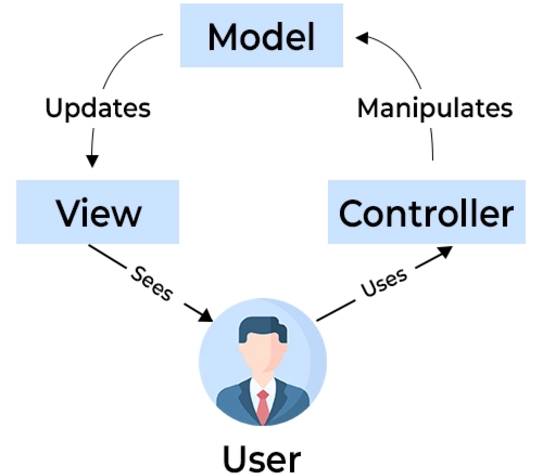 Model
Updates
Manipulates
View
Controller
Sees
Uses
User